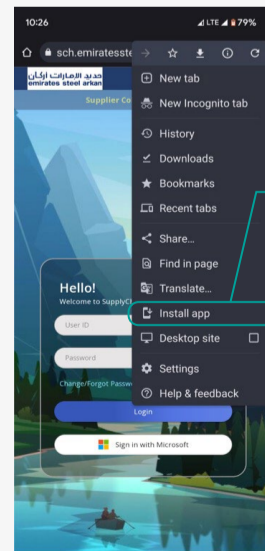 10:26
LTE 79%
sch.emiratesste
حديد الإمارات أركان
emirates steel arkan
Supplier Co
New tab
New Incognito tab
History
Downloads
Bookmarks
Recent tabs
Share...
Find in page
Translate...
Install app
Desktop site
Settings
Help & feedback
Hello!
Welcome to SupplyCh
User ID
Password
Change/Forgot Passw
Login
Sign in with Microsoft